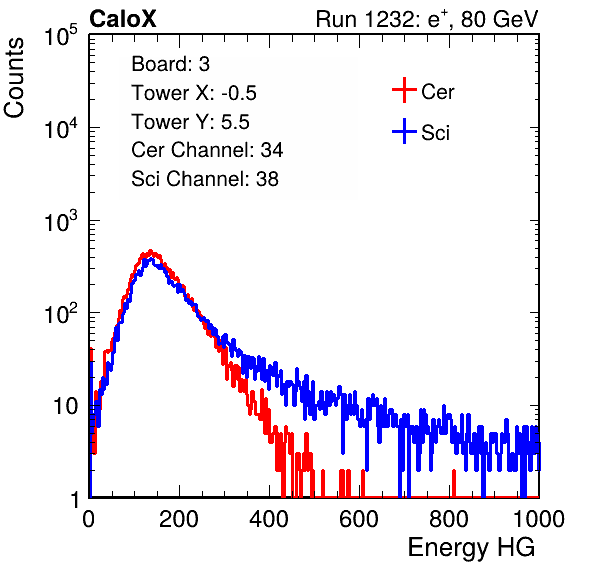 CaloX Run 1232: e⁺, 80 GeV
Counts
10⁵
10⁴
10³
10²
10
1
Board: 3
Tower X: -0.5
Tower Y: 5.5
Cer Channel: 34
Sci Channel: 38
Cer
Sci
0 200 400 600 800 1000
Energy HG